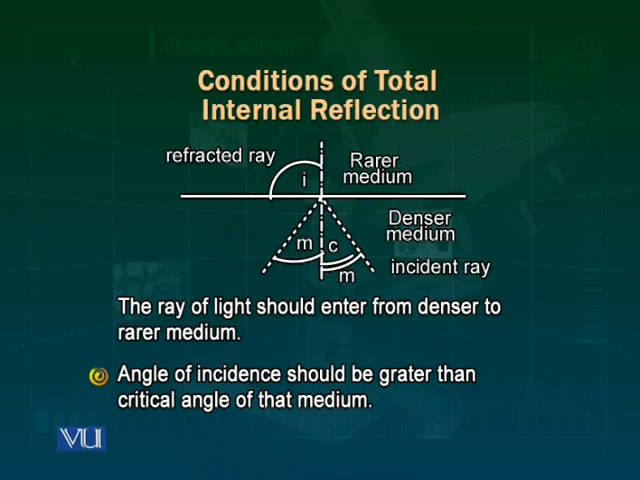 GENERAL SCIENCE
Conditions of Total
Internal Reflection
refracted ray
Rarer
medium
i
Denser
medium
m
c
incident ray
m
The ray of light should enter from denser to
rarer medium.
Angle of incidence should be grater than
critical angle of that medium.
VU